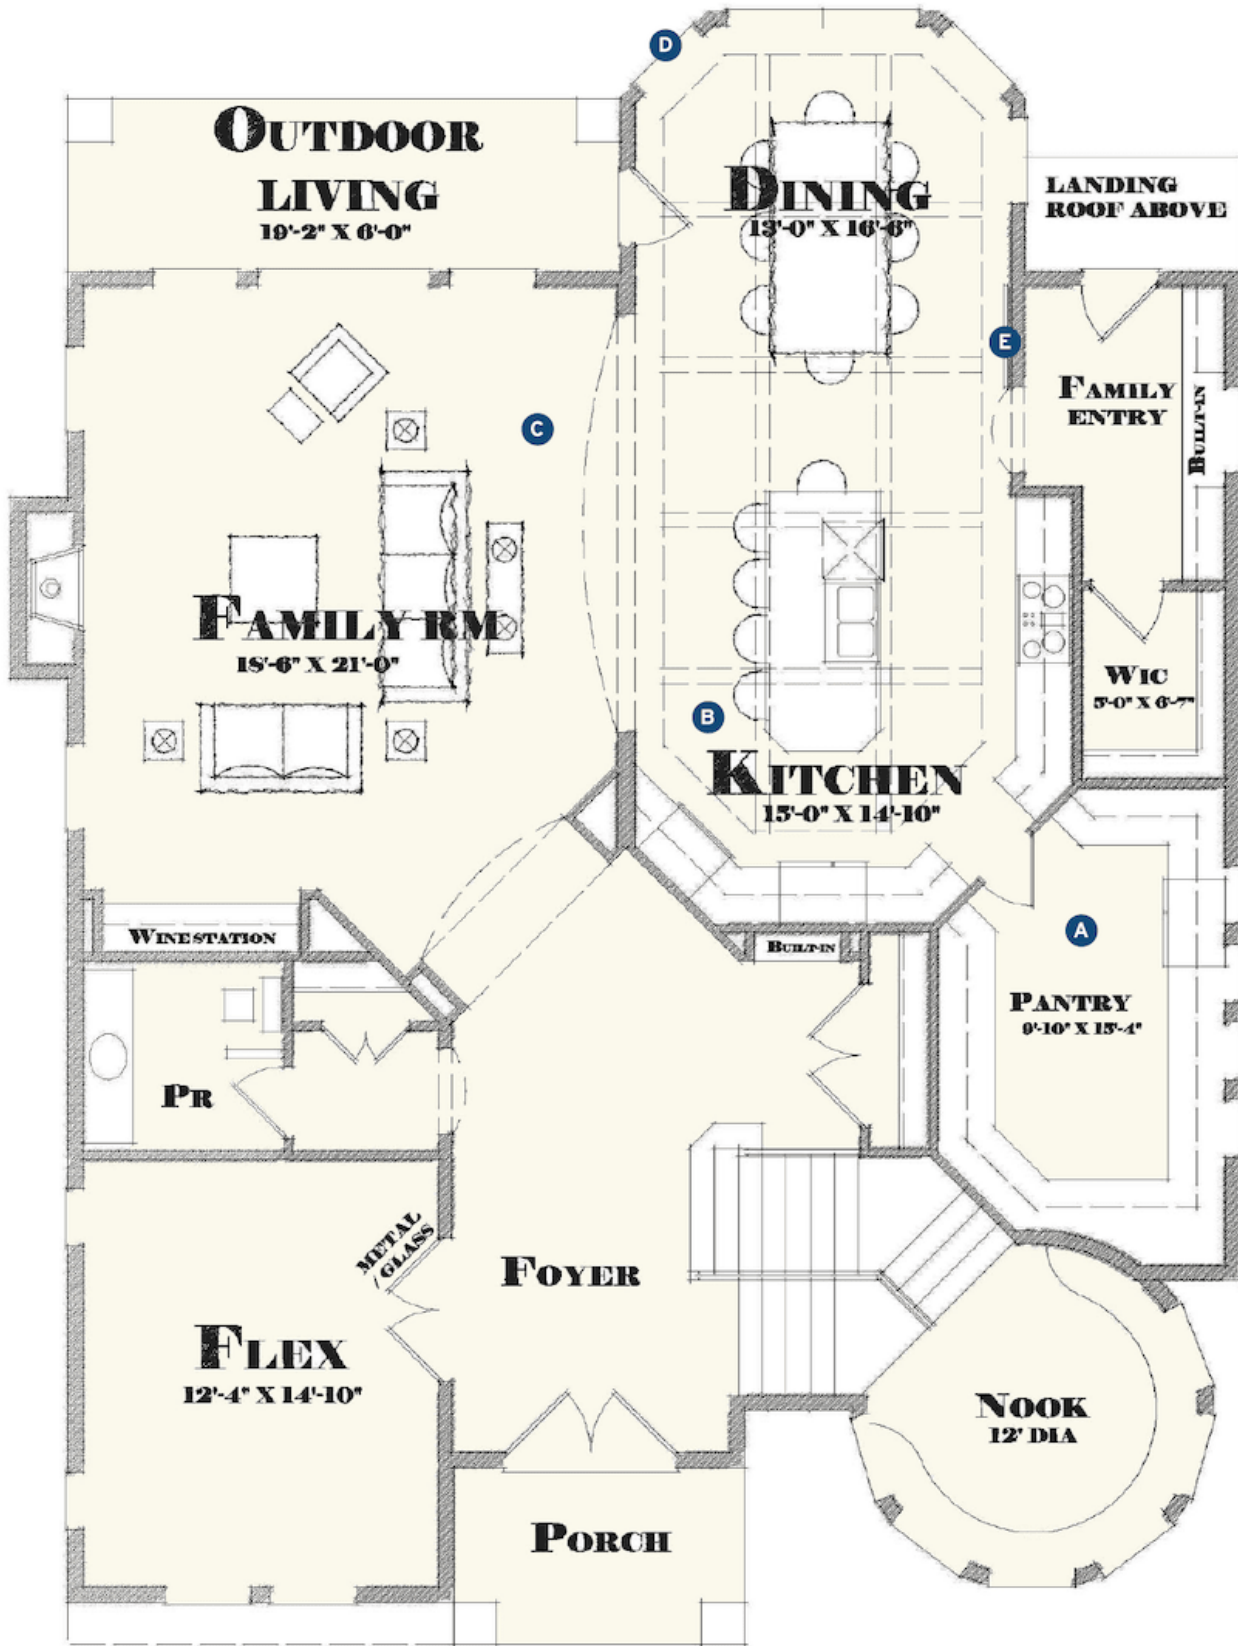 D
OUTDOOR
LIVING
19'-2" X 6'-0"
DINING
13'-0" X 16'-6"
LANDING
ROOF ABOVE
E
FAMILY
ENTRY
BUILT-IN
C
FAMILY RM
18'-6" X 21'-0"
WIC
5'-0" X 6'-7"
B
KITCHEN
15'-0" X 14'-10"
WINE STATION
BUILT-IN
A
PANTRY
9'-10" X 15'-4"
PR
METAL
/ GLASS
FOYER
FLEX
12'-4" X 14'-10"
NOOK
12' DIA
PORCH